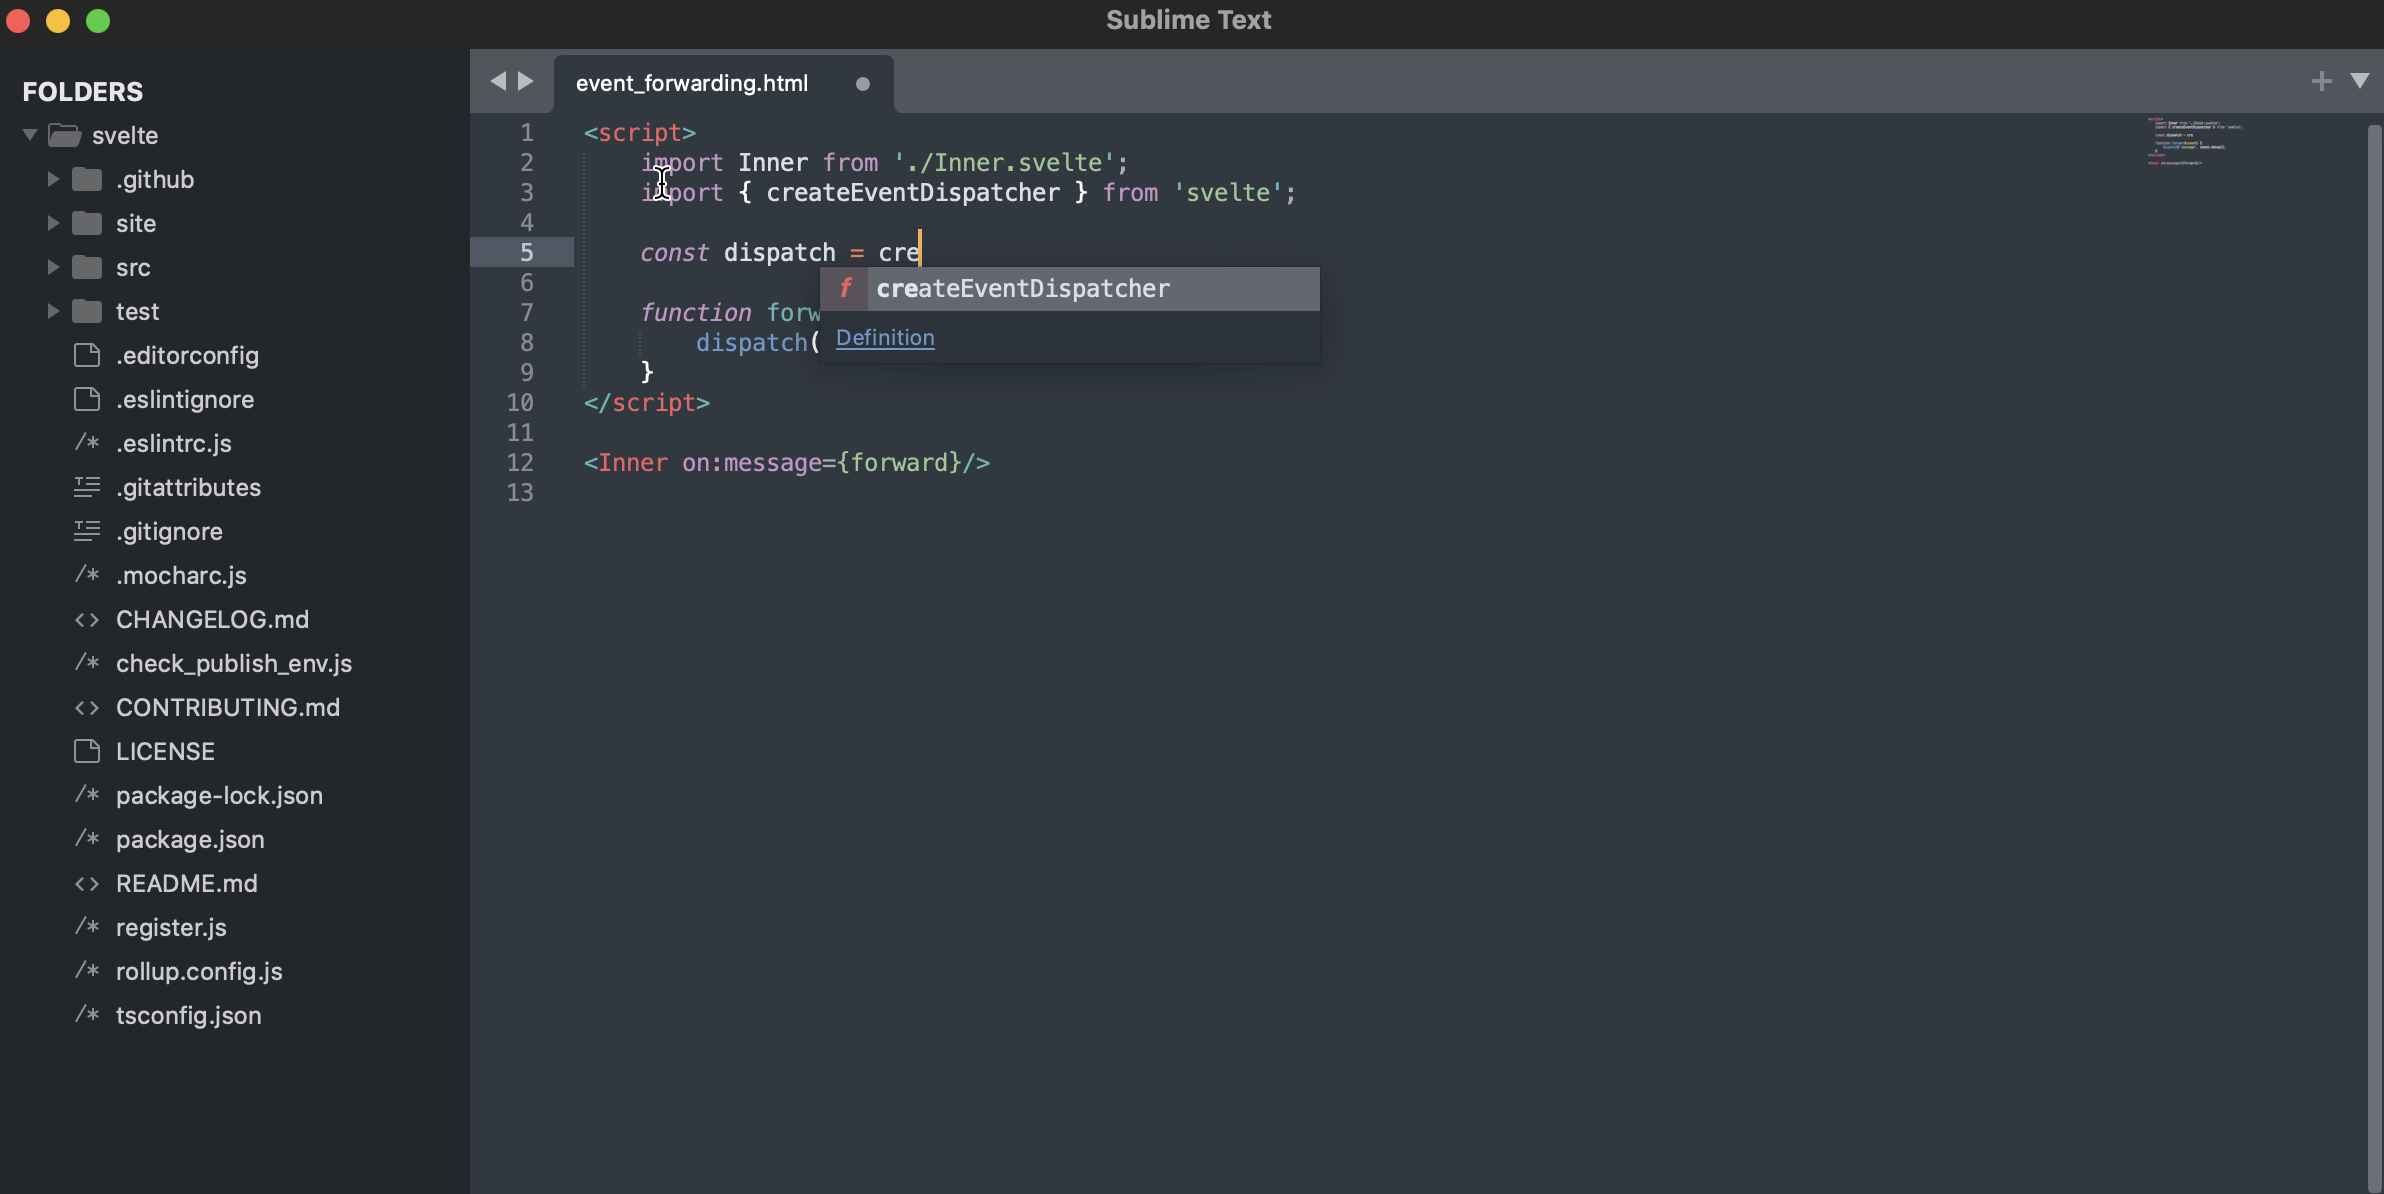 Sublime Text
FOLDERS
svelte
.github
site
src
test
.editorconfig
.eslintignore
/* .eslintrc.js
.gitattributes
.gitignore
/* .mocharc.js
<> CHANGELOG.md
/* check_publish_env.js
<> CONTRIBUTING.md
LICENSE
/* package-lock.json
/* package.json
<> README.md
/* register.js
/* rollup.config.js
/* tsconfig.json
event_forwarding.html
1 <script>
2 import Inner from './Inner.svelte';
3 import { createEventDispatcher } from 'svelte';
4
5 const dispatch = cre
f createEventDispatcher
Definition
6
7 function forw
8 dispatch(
9 }
10 </script>
11
12 <Inner on:message={forward}/>
13